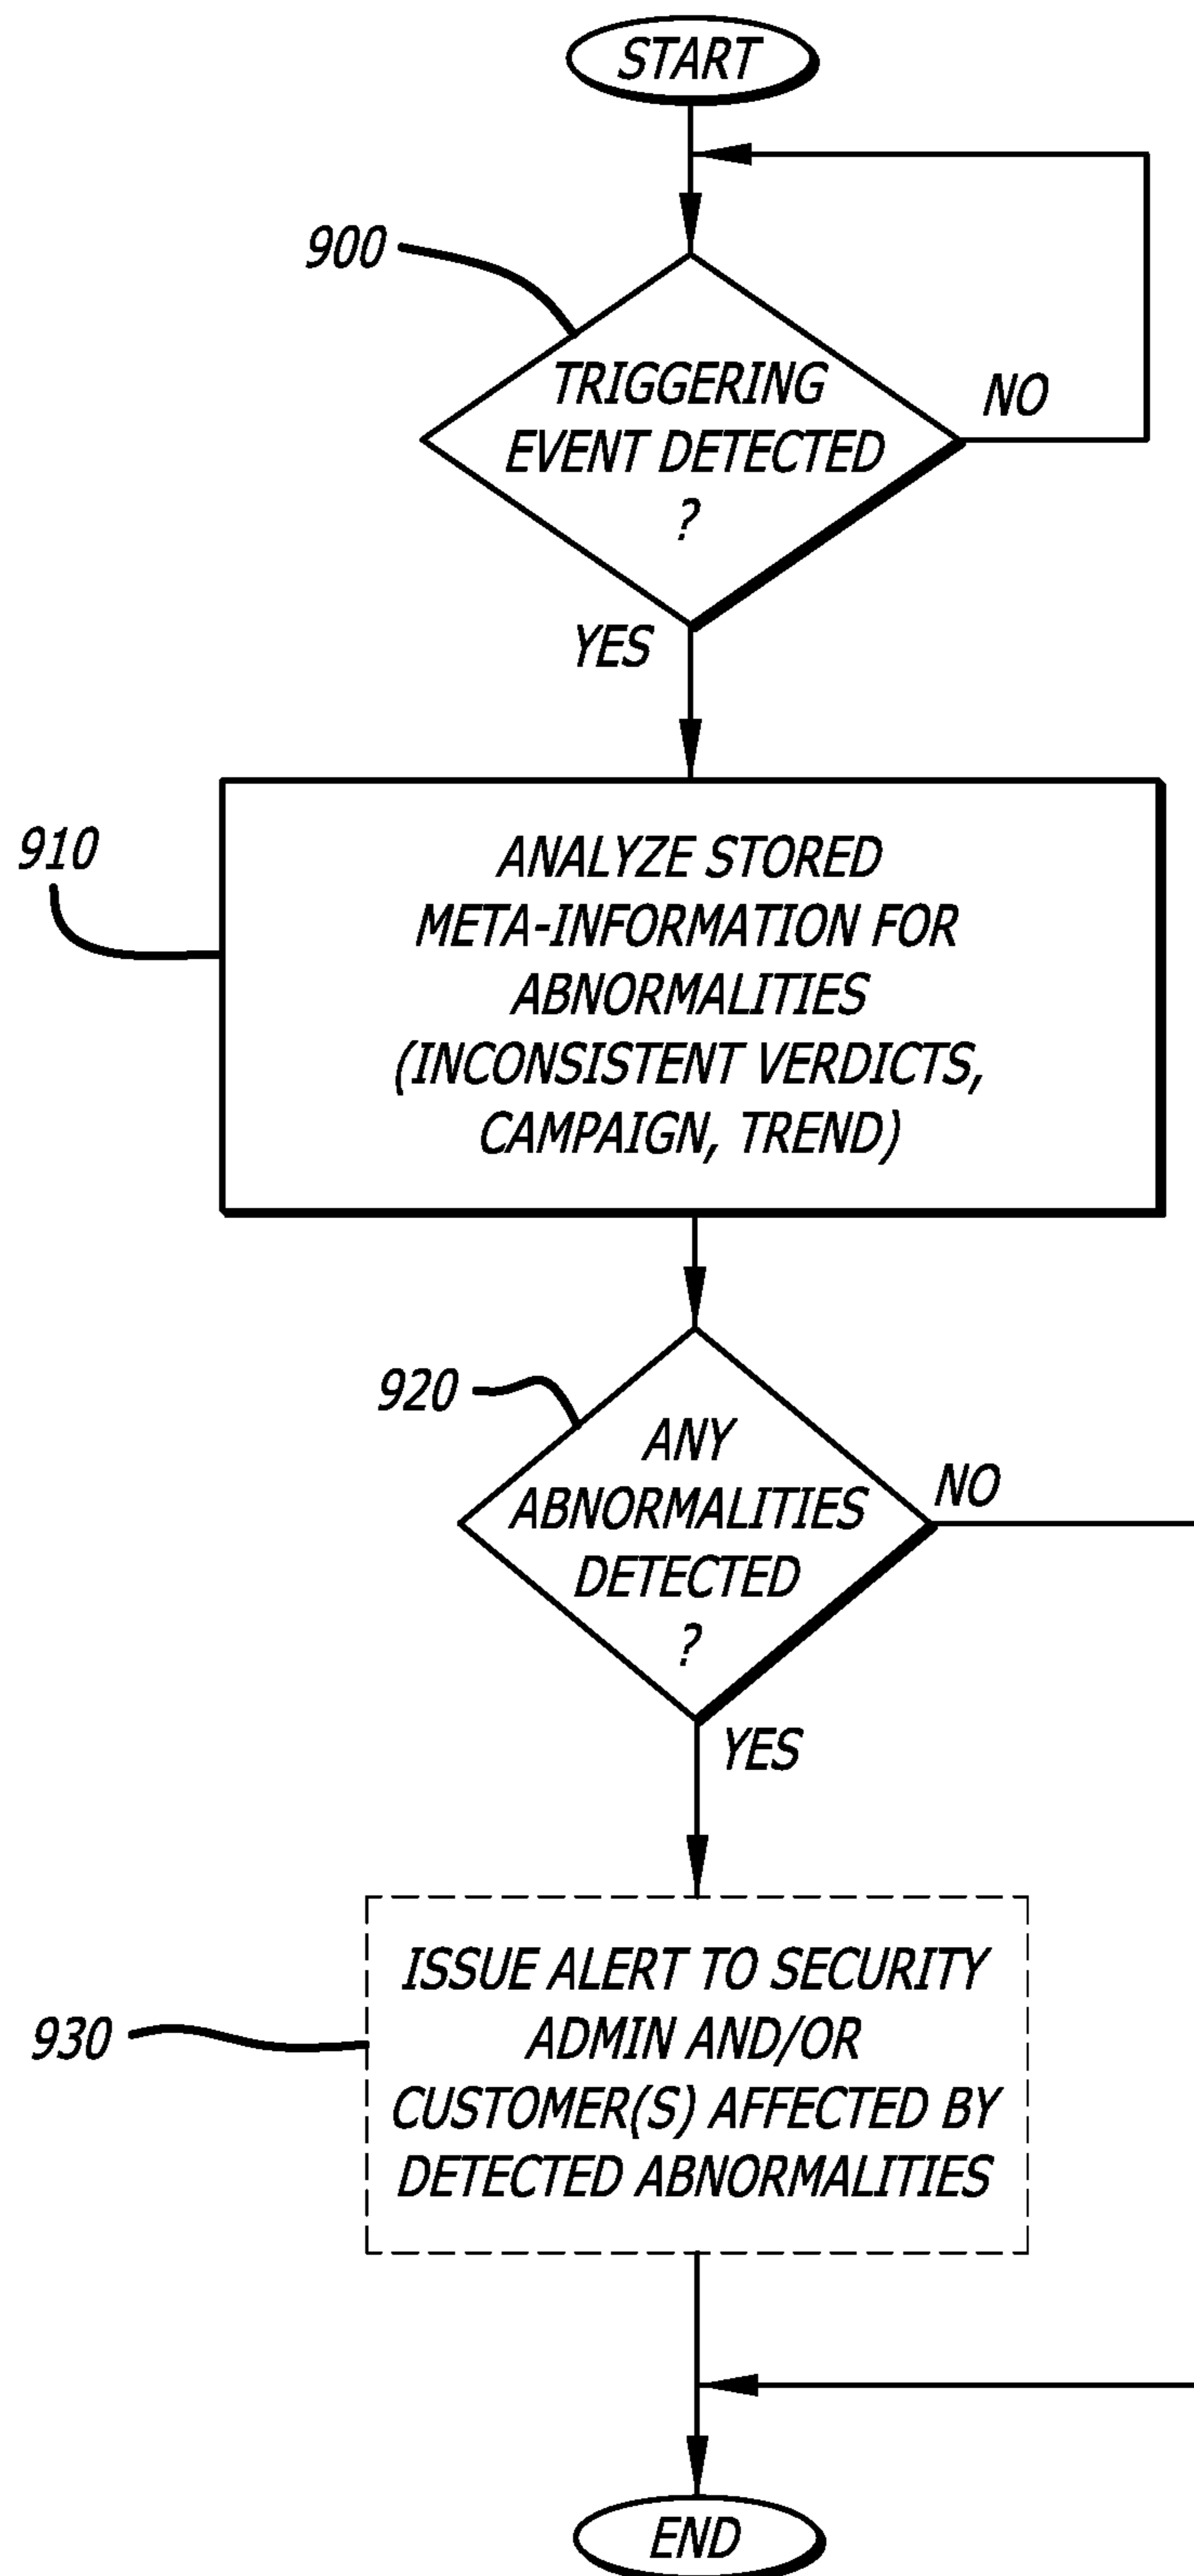 START
900
TRIGGERING
EVENT DETECTED
?
NO
YES
910
ANALYZE STORED
META-INFORMATION FOR
ABNORMALITIES
(INCONSISTENT VERDICTS,
CAMPAIGN, TREND)
920
ANY
ABNORMALITIES
DETECTED
?
NO
YES
930
ISSUE ALERT TO SECURITY
ADMIN AND/OR
CUSTOMER(S) AFFECTED BY
DETECTED ABNORMALITIES
END